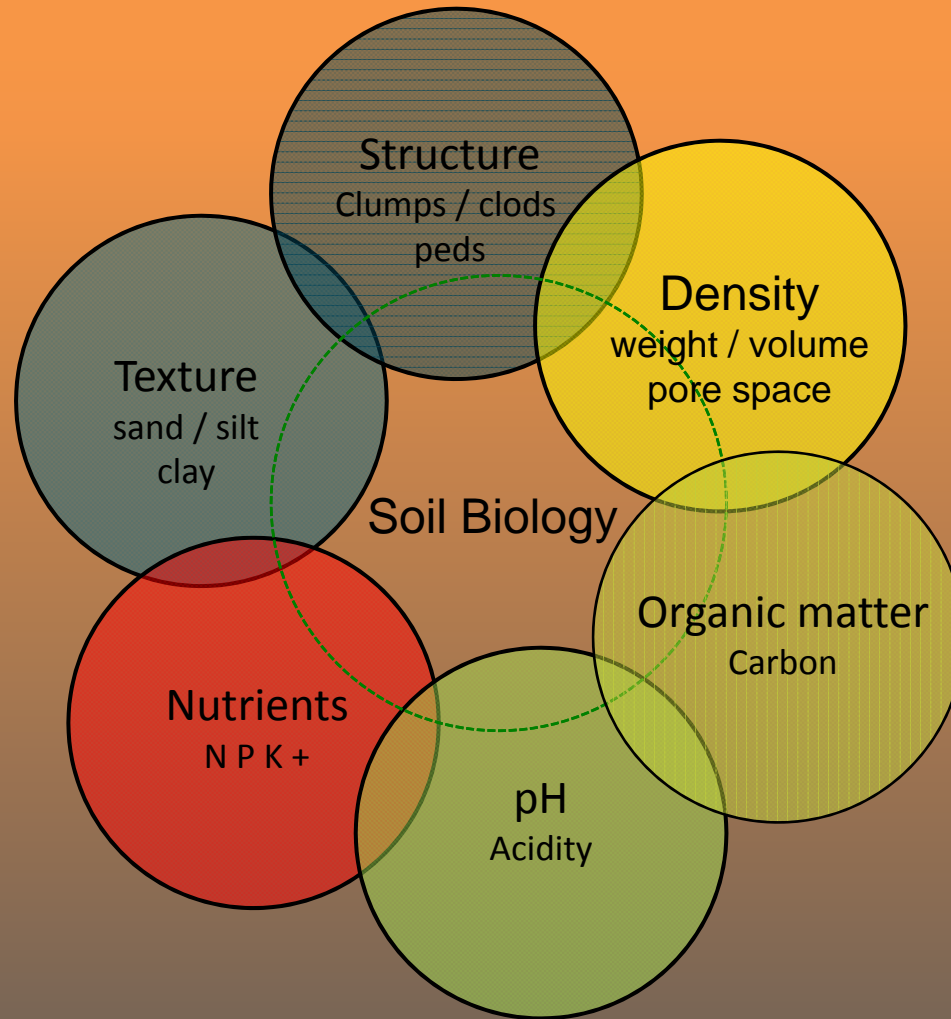 Structure
Clumps / clods
peds
Density
weight / volume
pore space
Texture
sand / silt
clay
Soil Biology
Organic matter
Carbon
Nutrients
N P K +
pH
Acidity